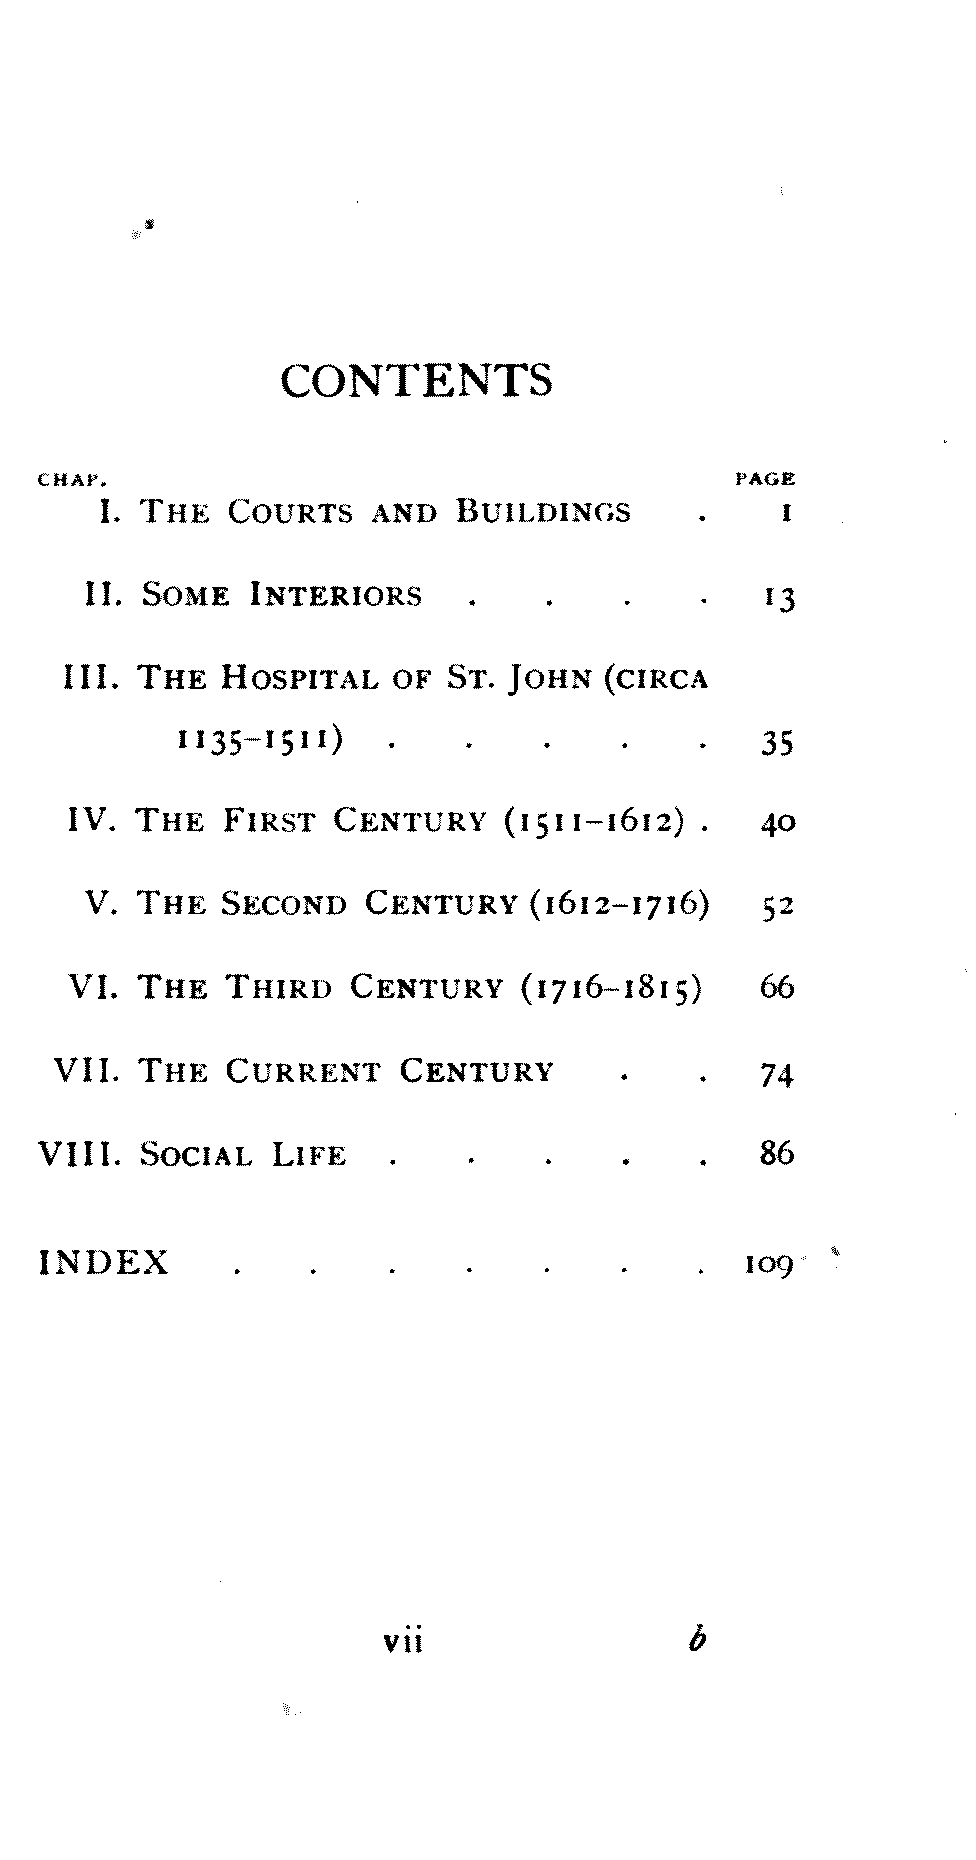 CONTENTS
CHAP. PAGE
I. The Courts and Buildings . 1
II. Some Interiors . . . . 13
III. The Hospital of St. John (circa
1135–1511) . . . . . 35
IV. The First Century (1511–1612) . 40
V. The Second Century (1612–1716) 52
VI. The Third Century (1716–1815) 66
VII. The Current Century . . 74
VIII. Social Life . . . . . 86
INDEX . . . . . . . 109
vii b